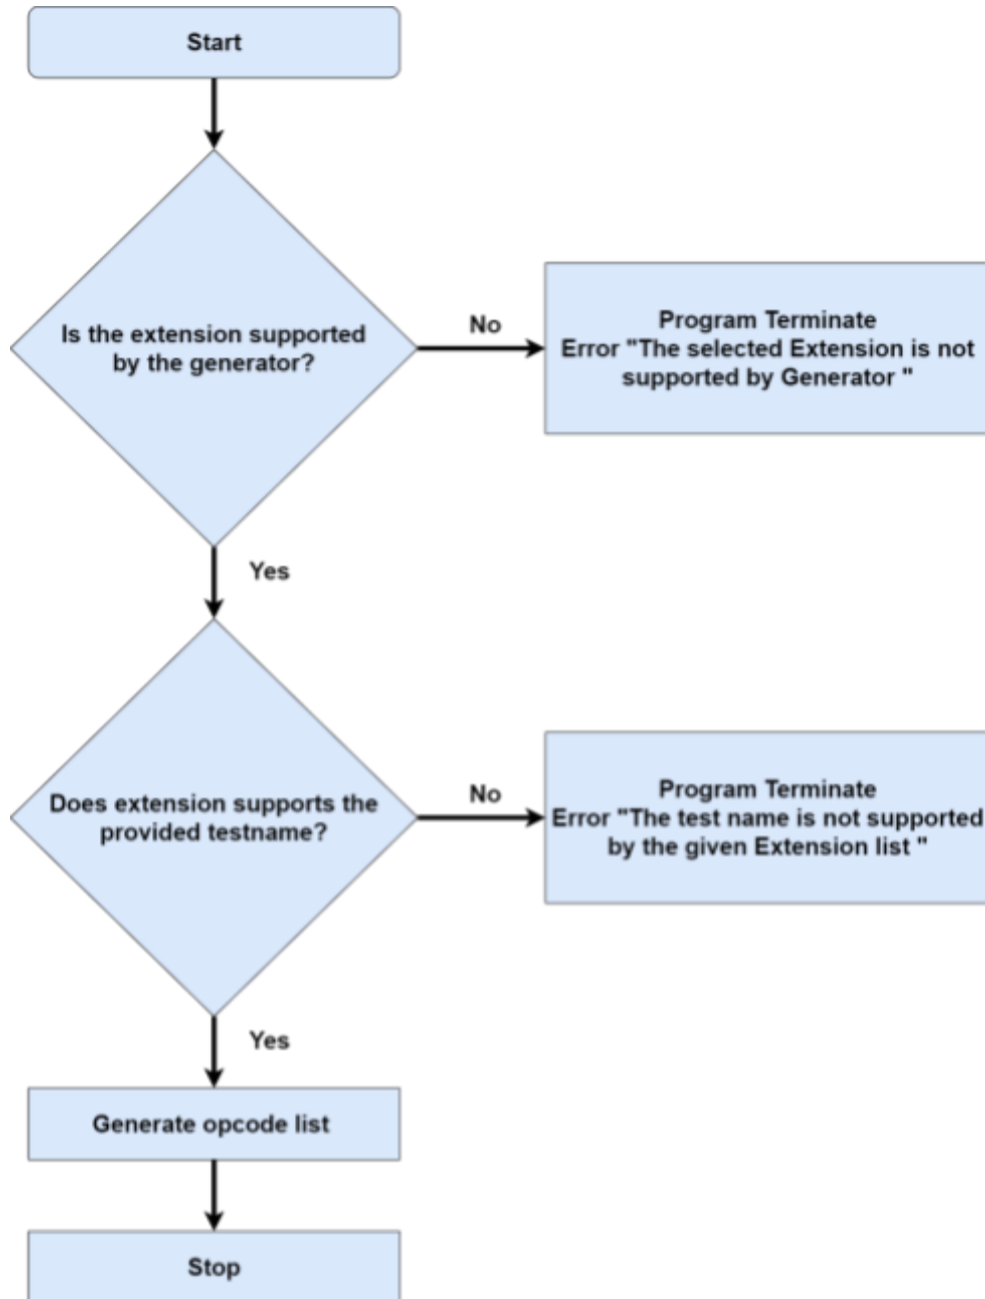 Start
Is the extension supported
by the generator?
No
Program Terminate
Error "The selected Extension is not
supported by Generator "
Yes
Does extension supports the
provided testname?
No
Program Terminate
Error "The test name is not supported
by the given Extension list "
Yes
Generate opcode list
Stop